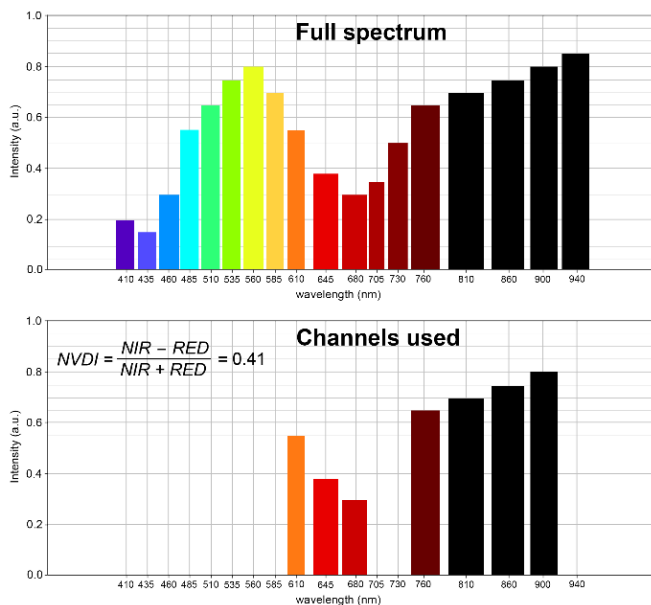 Full spectrum
1.0
0.8
0.6
0.4
0.2
0.0
Intensity (a.u.)
410 435 460 485 510 535 560 585 610 645 680 705 730 760 810 860 900 940
wavelength (nm)
Channels used
NVDI = (NIR − RED) / (NIR + RED) = 0.41
1.0
0.8
0.6
0.4
0.2
0.0
Intensity (a.u.)
410 435 460 485 510 535 560 585 610 645 680 705 730 760 810 860 900 940
wavelength (nm)